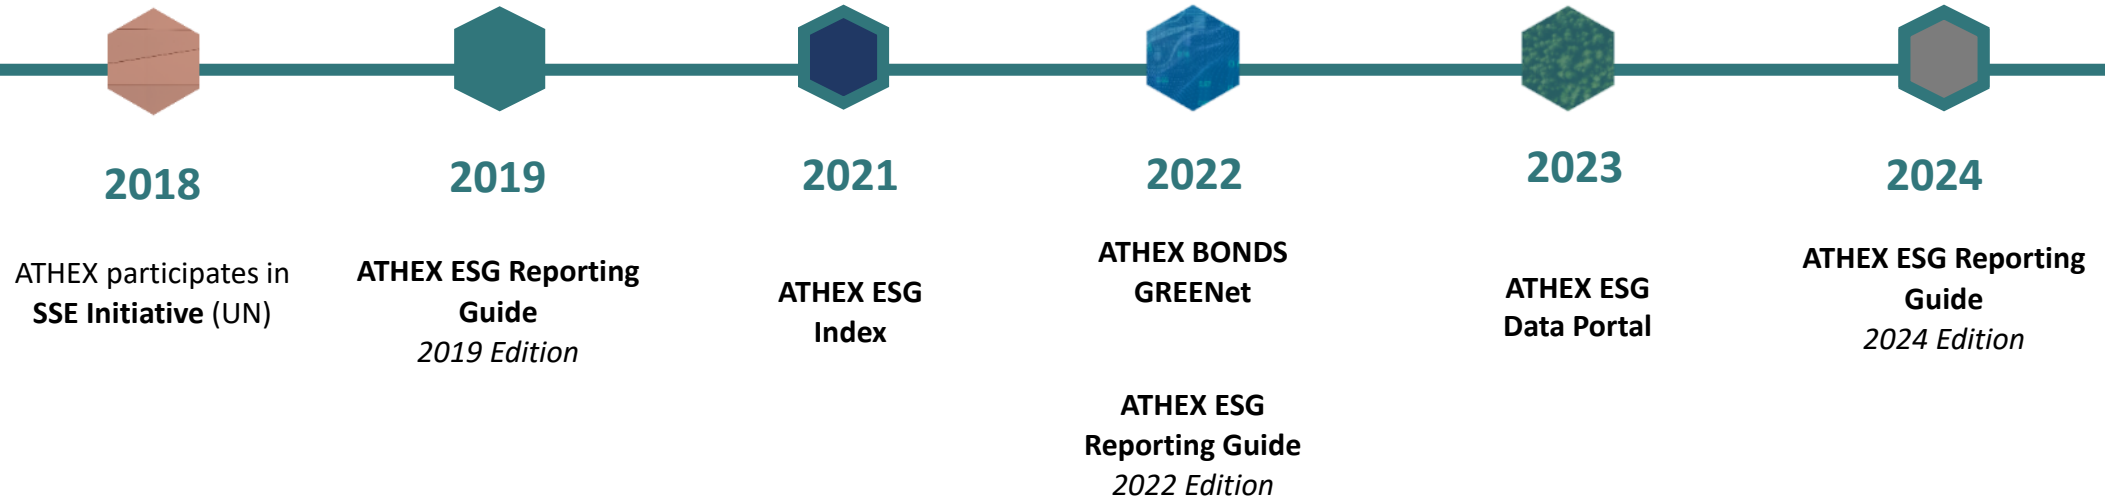 2018
ATHEX participates in
SSE Initiative (UN)
2019
ATHEX ESG Reporting
Guide
2019 Edition
2021
ATHEX ESG
Index
2022
ATHEX BONDS
GREENet
ATHEX ESG
Reporting Guide
2022 Edition
2023
ATHEX ESG
Data Portal
2024
ATHEX ESG Reporting
Guide
2024 Edition